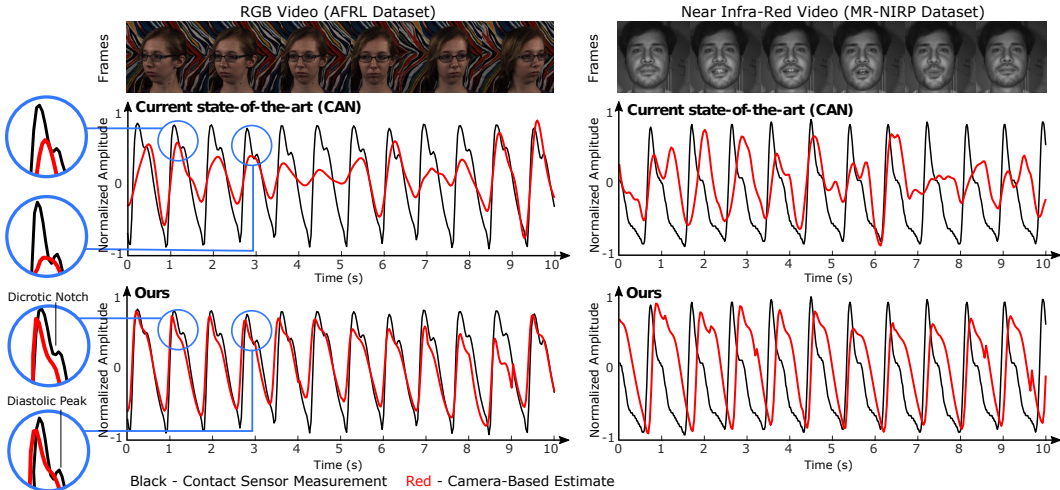 RGB Video (AFRL Dataset)
Near Infra-Red Video (MR-NIRP Dataset)
Frames
Frames
Current state-of-the-art (CAN)
Normalized Amplitude
1
0
-1
0 1 2 3 4 5 6 7 8 9 10
Time (s)
Current state-of-the-art (CAN)
Normalized Amplitude
1
0
-1
0 1 2 3 4 5 6 7 8 9 10
Time (s)
Dicrotic Notch
Diastolic Peak
Ours
Normalized Amplitude
1
0
-1
0 1 2 3 4 5 6 7 8 9 10
Time (s)
Ours
Normalized Amplitude
1
0
-1
0 1 2 3 4 5 6 7 8 9 10
Time (s)
Black - Contact Sensor Measurement Red - Camera-Based Estimate